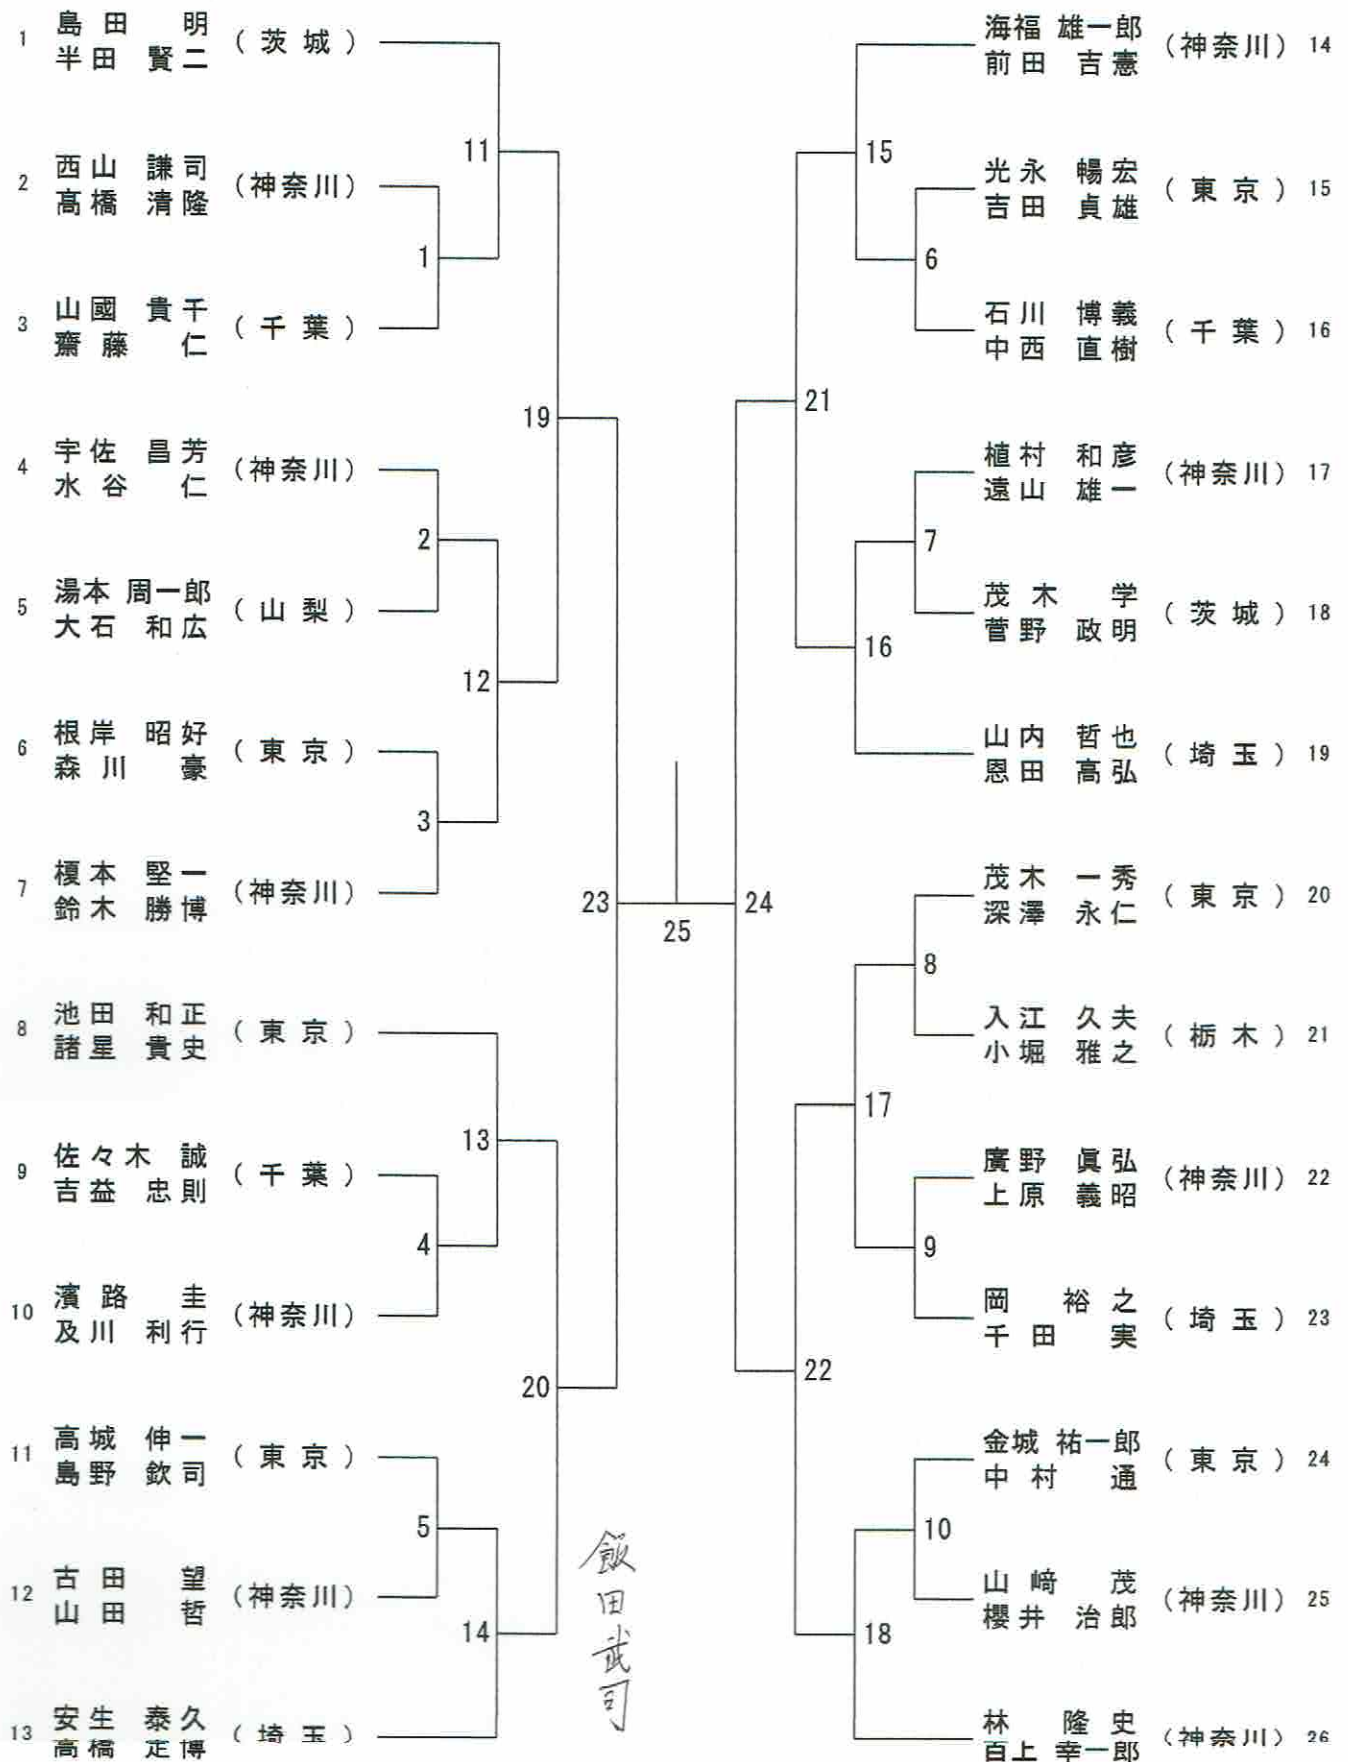 1 島田 明 (茨城)
半田 賢二
2 西山 謙司 (神奈川)
髙橋 清隆
3 山國 貴千 (千葉)
齋藤 仁
4 宇佐 昌芳 (神奈川)
水谷 仁
5 湯本 周一郎 (山梨)
大石 和広
6 根岸 昭好 (東京)
森川 豪
7 榎本 堅一 (神奈川)
鈴木 勝博
8 池田 和正 (東京)
諸星 貴史
9 佐々木 誠 (千葉)
吉益 忠則
10 濱路 圭 (神奈川)
及川 利行
11 高城 伸一 (東京)
島野 欽司
12 古田 望 (神奈川)
山田 哲
13 安生 泰久 (埼玉)
高橋 定博
11
1
19
2
12
3
23
13
4
20
5
14
25
飯田武司
24
15
6
21
7
16
8
17
9
22
10
18
海福 雄一郎 (神奈川) 14
前田 吉憲
光永 暢宏 (東京) 15
吉田 貞雄
石川 博義 (千葉) 16
中西 直樹
植村 和彦 (神奈川) 17
遠山 雄一
茂木 学 (茨城) 18
菅野 政明
山内 哲也 (埼玉) 19
恩田 高弘
茂木 一秀 (東京) 20
深澤 永仁
入江 久夫 (栃木) 21
小堀 雅之
廣野 眞弘 (神奈川) 22
上原 義昭
岡 裕之 (埼玉) 23
千田 実
金城 祐一郎 (東京) 24
中村 通
山﨑 茂 (神奈川) 25
櫻井 治郎
林 隆史 (神奈川) 26
百上 幸一郎